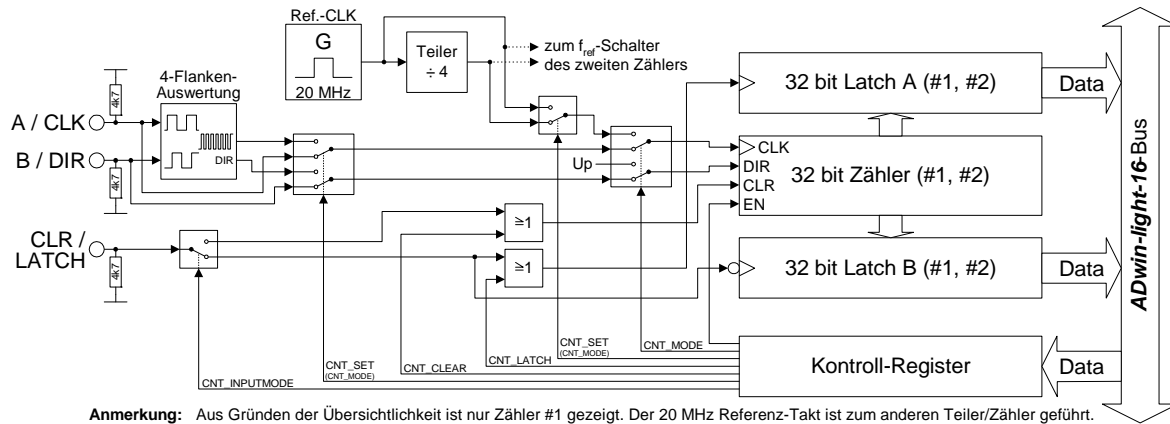 Ref.-CLK
G
20 MHz
Teiler
÷ 4
zum fref-Schalter
des zweiten Zählers
4-Flanken-
Auswertung
DIR
4k7
A / CLK
B / DIR
4k7
CLR /
LATCH
4k7
Up
≥1
≥1
32 bit Latch A (#1, #2)
Data
CLK
DIR
CLR
EN
32 bit Zähler (#1, #2)
32 bit Latch B (#1, #2)
Data
Kontroll-Register
Data
ADwin-light-16-Bus
CNT_INPUTMODE
CNT_SET
(CNT_MODE)
CNT_CLEAR
CNT_LATCH
CNT_SET
(CNT_MODE)
CNT_MODE
Anmerkung: Aus Gründen der Übersichtlichkeit ist nur Zähler #1 gezeigt. Der 20 MHz Referenz-Takt ist zum anderen Teiler/Zähler geführt.